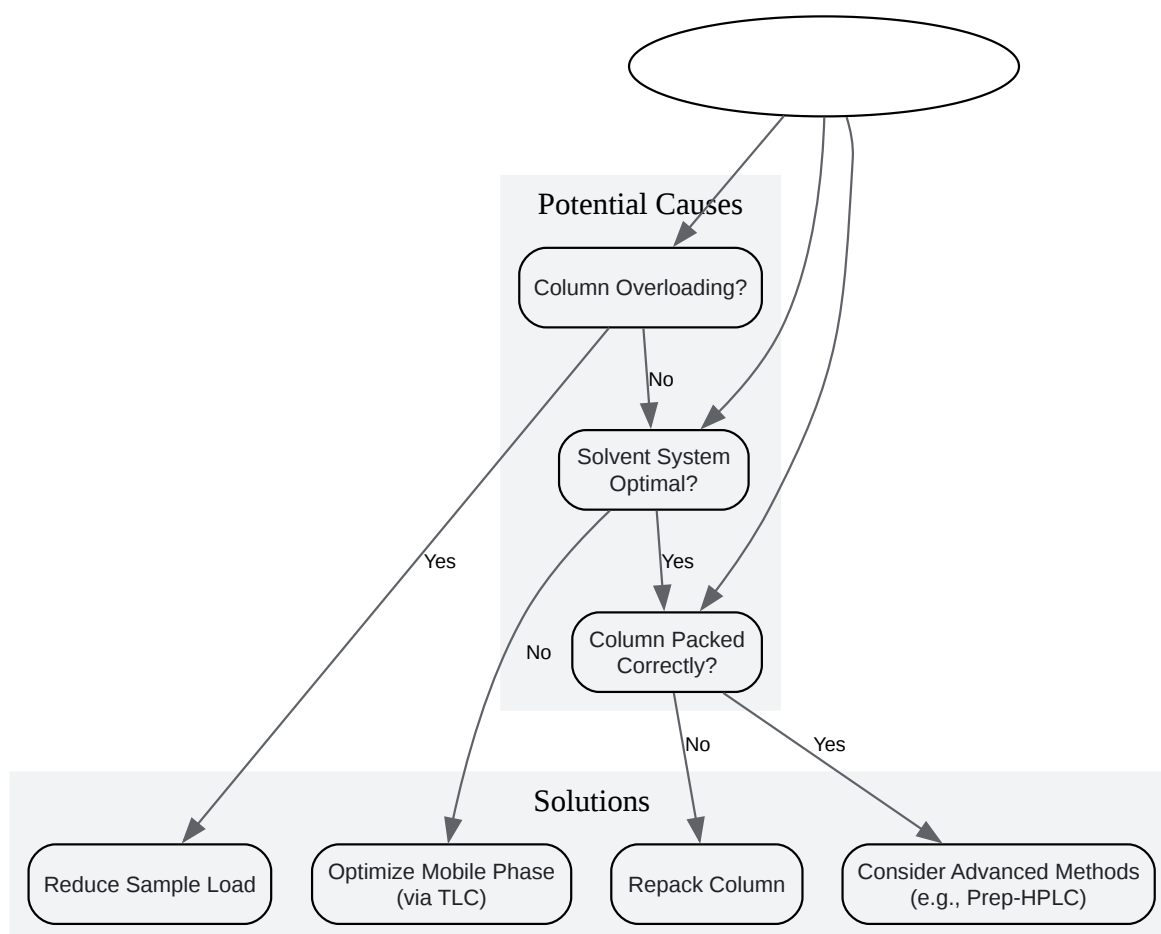 Potential Causes
Column Overloading?
No
Solvent System
Optimal?
Yes
Yes
Column Packed
Correctly?
No
No
Yes
Solutions
Reduce Sample Load
Optimize Mobile Phase
(via TLC)
Repack Column
Consider Advanced Methods
(e.g., Prep-HPLC)